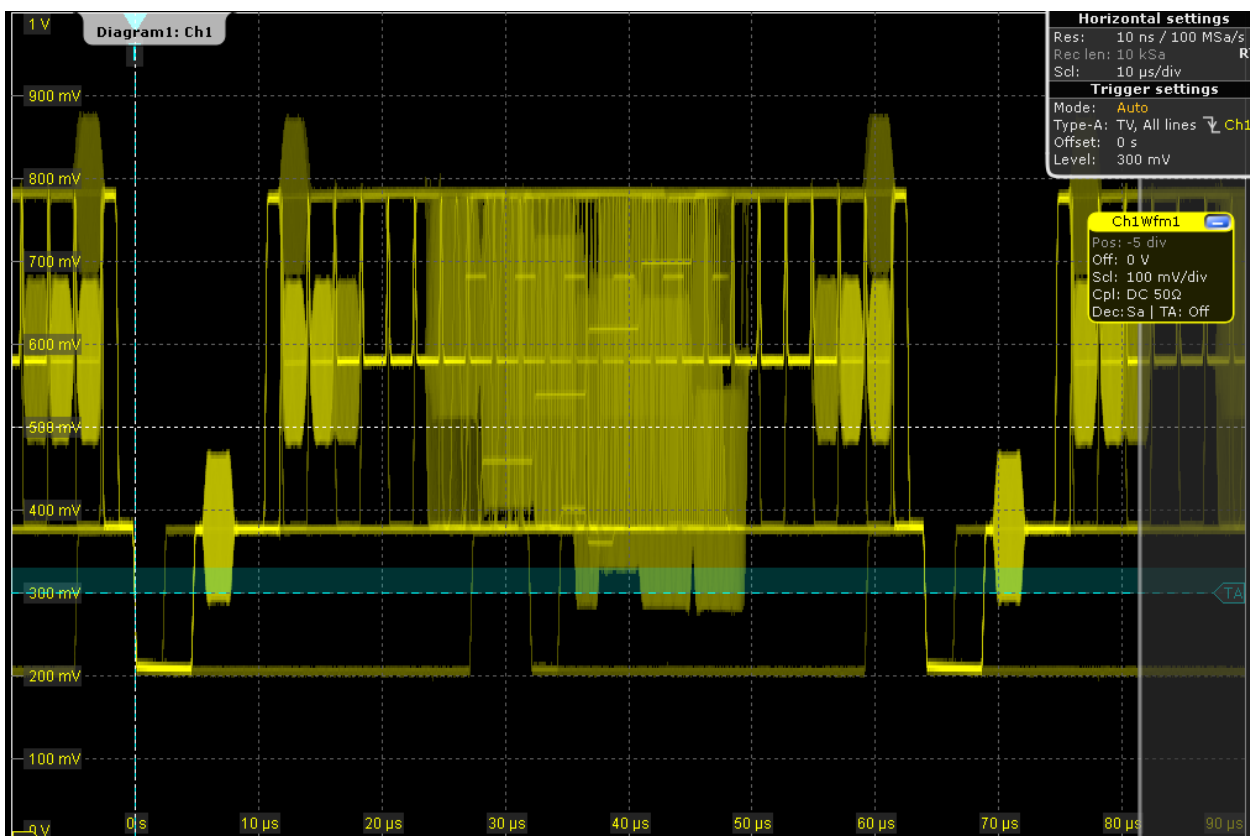 1 V
Diagram1: Ch1
Horizontal settings
Res: 10 ns / 100 MSa/s
Rec len: 10 kSa
Scl: 10 µs/div
Trigger settings
Mode: Auto
Type-A: TV, All lines Ch1
Offset: 0 s
Level: 300 mV
900 mV
800 mV
Ch1Wfm1
Pos: -5 div
Off: 0 V
Scl: 100 mV/div
Cpl: DC 50Ω
Dec: Sa | TA: Off
700 mV
600 mV
500 mV
400 mV
300 mV
TA
200 mV
100 mV
0 V
0 s 10 µs 20 µs 30 µs 40 µs 50 µs 60 µs 70 µs 80 µs 90 µs